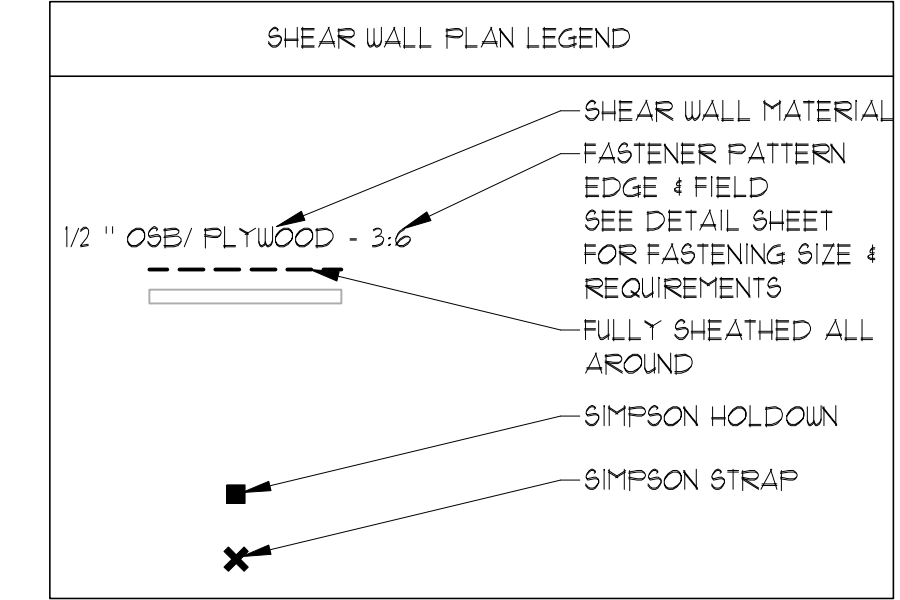 SHEAR WALL PLAN LEGEND
SHEAR WALL MATERIAL
FASTENER PATTERN
EDGE & FIELD
SEE DETAIL SHEET
FOR FASTENING SIZE &
REQUIREMENTS
1/2 " OSB/ PLYWOOD - 3:6
FULLY SHEATHED ALL
AROUND
SIMPSON HOLDOWN
SIMPSON STRAP